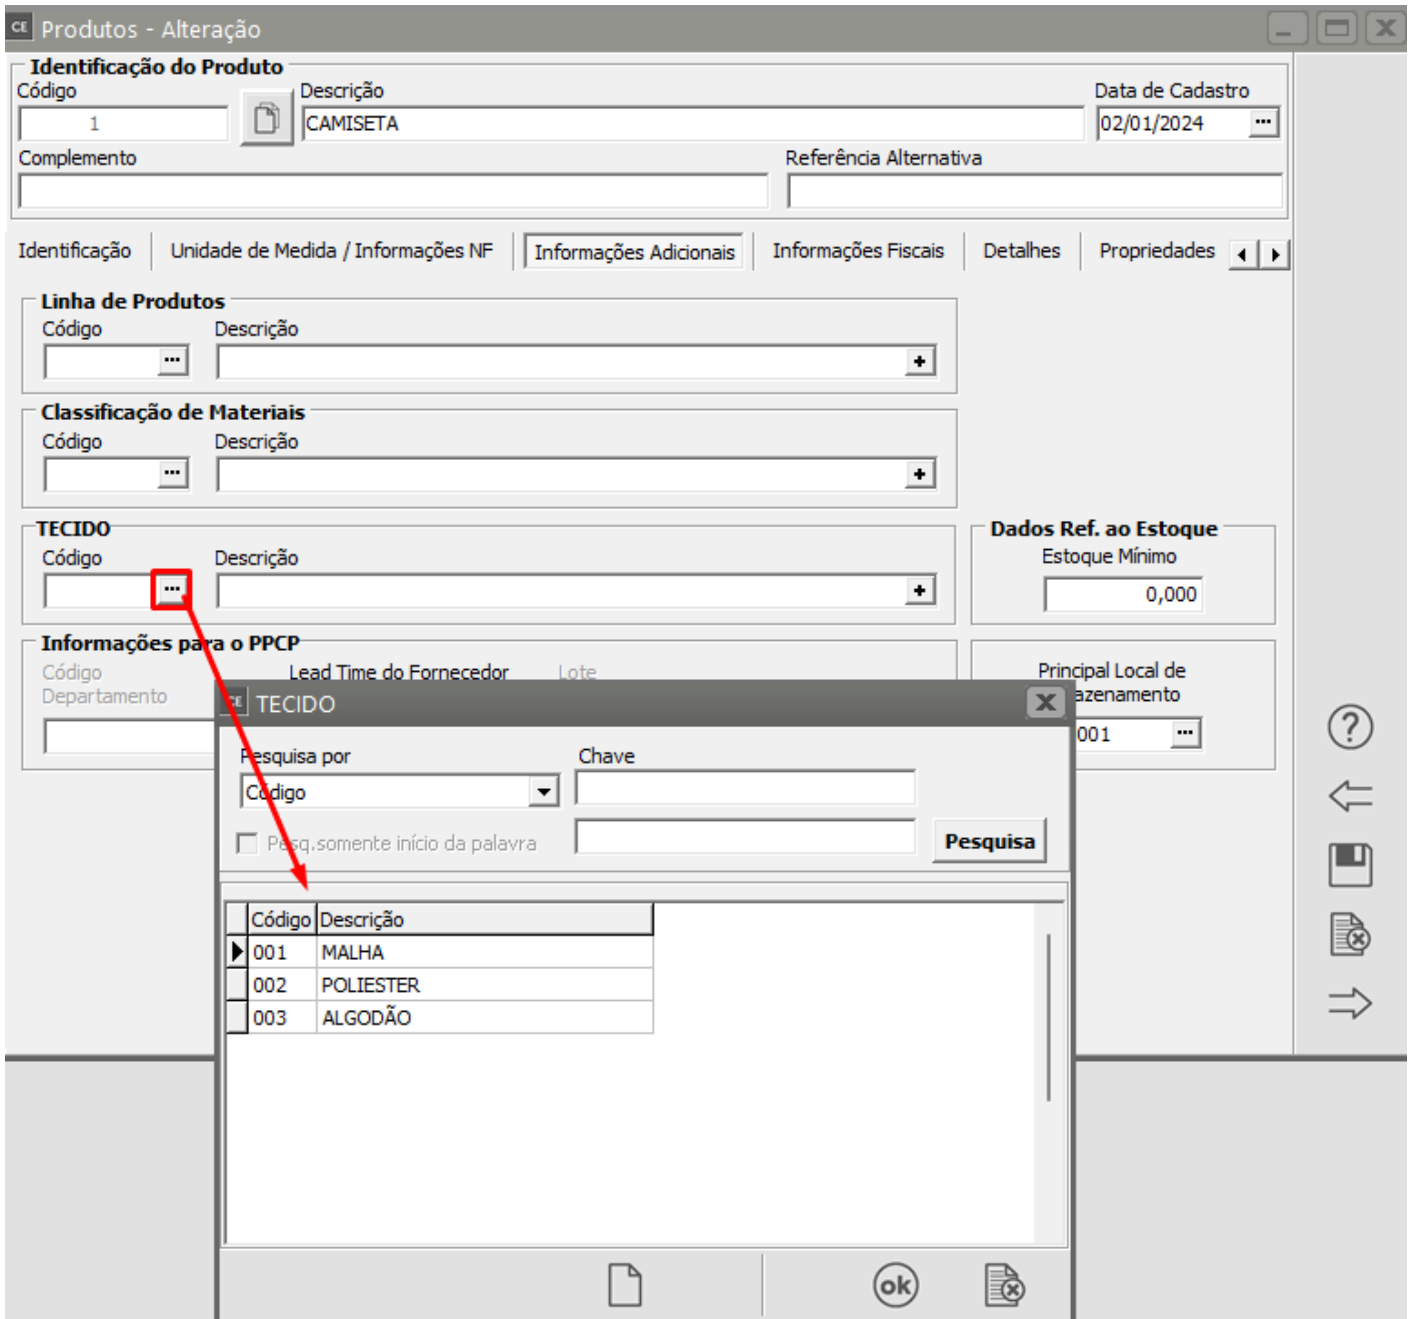 CE Produtos - Alteração
Identificação do Produto
Código Descrição Data de Cadastro
1 CAMISETA 02/01/2024 ...
Complemento Referência Alternativa
Identificação Unidade de Medida / Informações NF Informações Adicionais Informações Fiscais Detalhes Propriedades
Linha de Produtos
Código Descrição
... +
Classificação de Materiais
Código Descrição
... +
TECIDO Dados Ref. ao Estoque
Código Descrição Estoque Mínimo
... + 0,000
Informações para o PPCP
Código Lead Time do Fornecedor Lote Principal Local de
Departamento azenamento
001 ...
CE TECIDO
Pesquisa por Chave
Código
Pesq.somente início da palavra Pesquisa
Código Descrição
001 MALHA
002 POLIESTER
003 ALGODÃO
ok